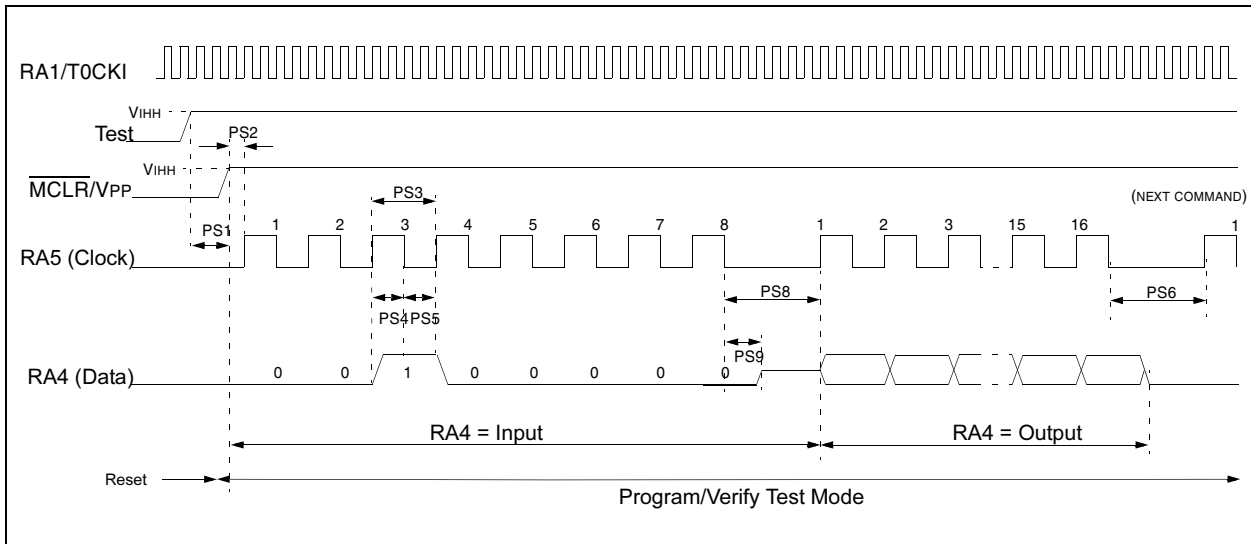 RA1/T0CKI
VIHH
Test
PS2
VIHH
MCLR/VPP
PS3
(NEXT COMMAND)
PS1
1 2 3 4 5 6 7 8 1 2 3 15 16 1
RA5 (Clock)
PS8
PS6
PS4 PS5
PS9
RA4 (Data)
0 0 1 0 0 0 0 0
RA4 = Input
RA4 = Output
Reset
Program/Verify Test Mode